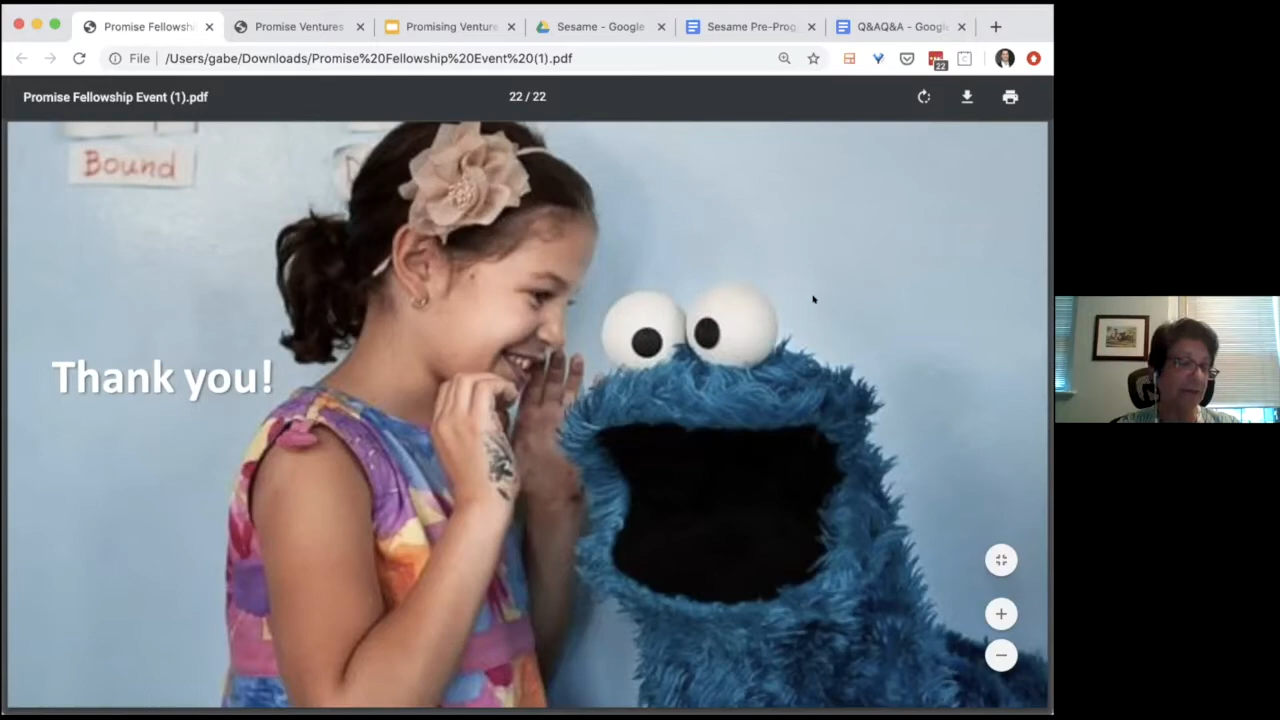 Promise Fellowsh
Promise Ventures
Promising Venture
Sesame - Google
Sesame Pre-Prog
Q&AQ&A - Googl
File
/Users/gabe/Downloads/Promise%20Fellowship%20Event%20(1).pdf
22
Promise Fellowship Event (1).pdf
22 / 22
Bound
Thank you!